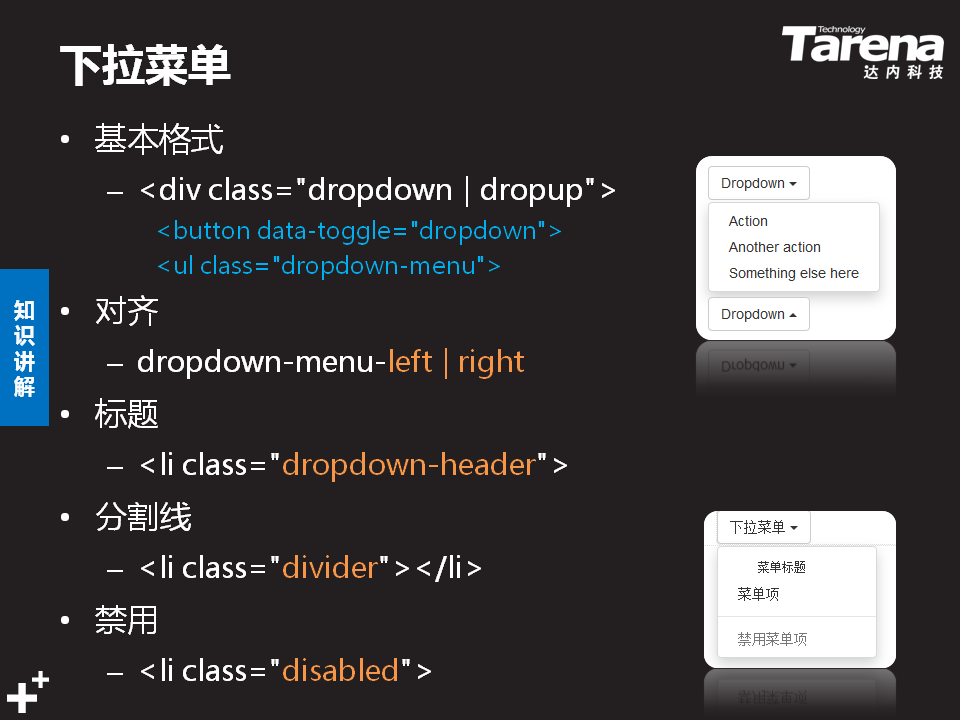 下拉菜单
Technology
Tarena
达内科技
• 基本格式
– <div class="dropdown | dropup">
<button data-toggle="dropdown">
<ul class="dropdown-menu">
• 对齐
– dropdown-menu-left | right
• 标题
– <li class="dropdown-header">
• 分割线
– <li class="divider"></li>
• 禁用
– <li class="disabled">
知识讲解
Dropdown
Action
Another action
Something else here
Dropdown
下拉菜单
菜单标题
菜单项
禁用菜单项